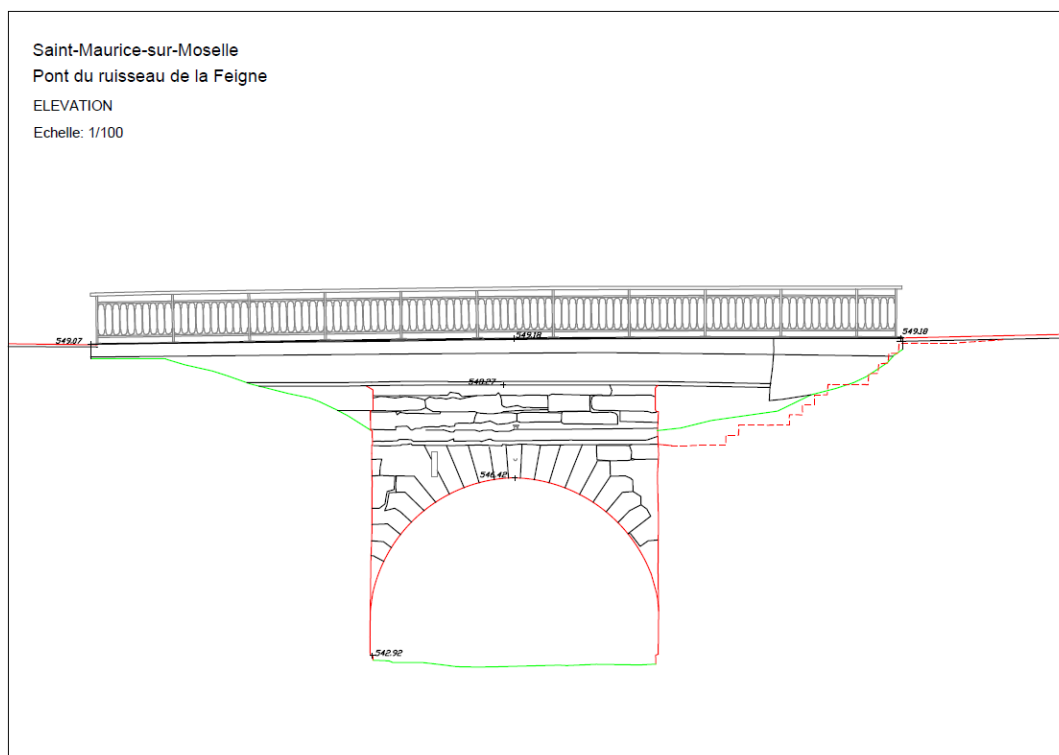 Saint-Maurice-sur-Moselle
Pont du ruisseau de la Feigne
ELEVATION
Echelle: 1/100
549.07
549.18
549.18
548.27
546.42
542.92